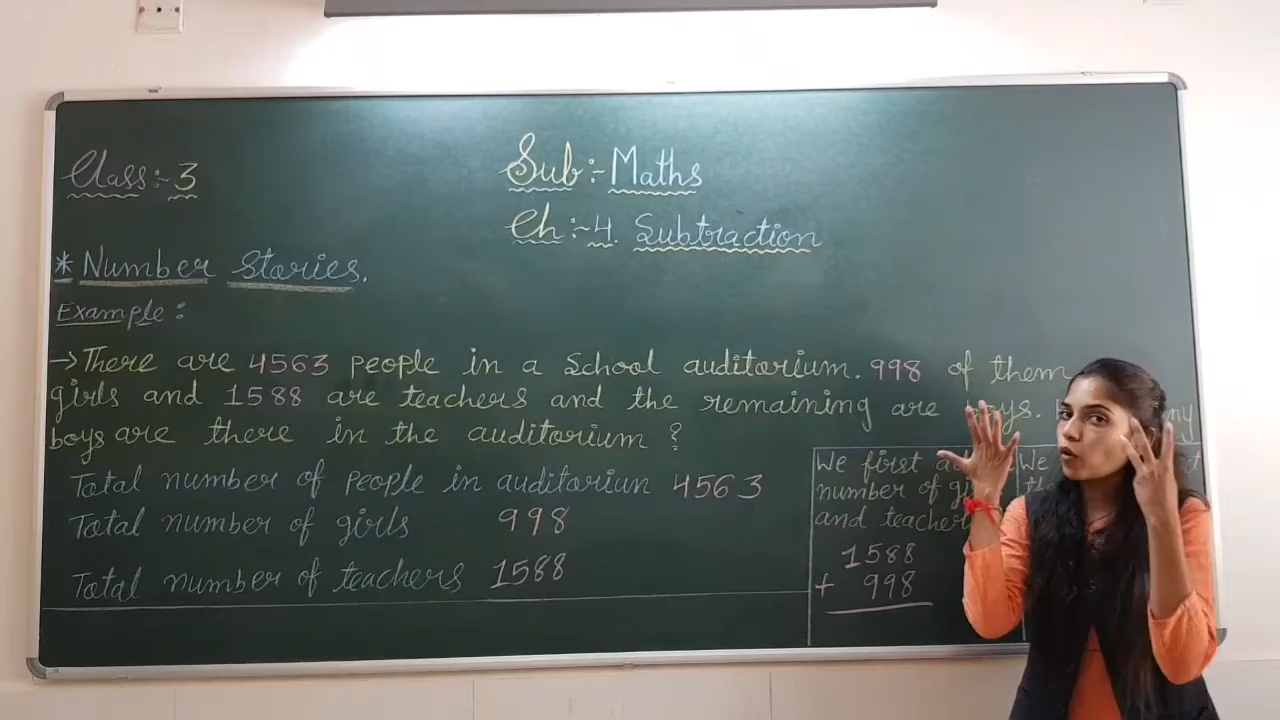 Class:- 3
Sub:- Maths
Ch:- 4. Subtraction
* Number Stories.
Example:
→ There are 4563 people in a School auditorium. 998 of them
girls and 1588 are teachers and the remaining are boys.
boys are there in the auditorium ?
Total number of people in auditoriun 4563
Total number of girls 998
Total number of teachers 1588
We first
number of
and
1588
+ 998
We